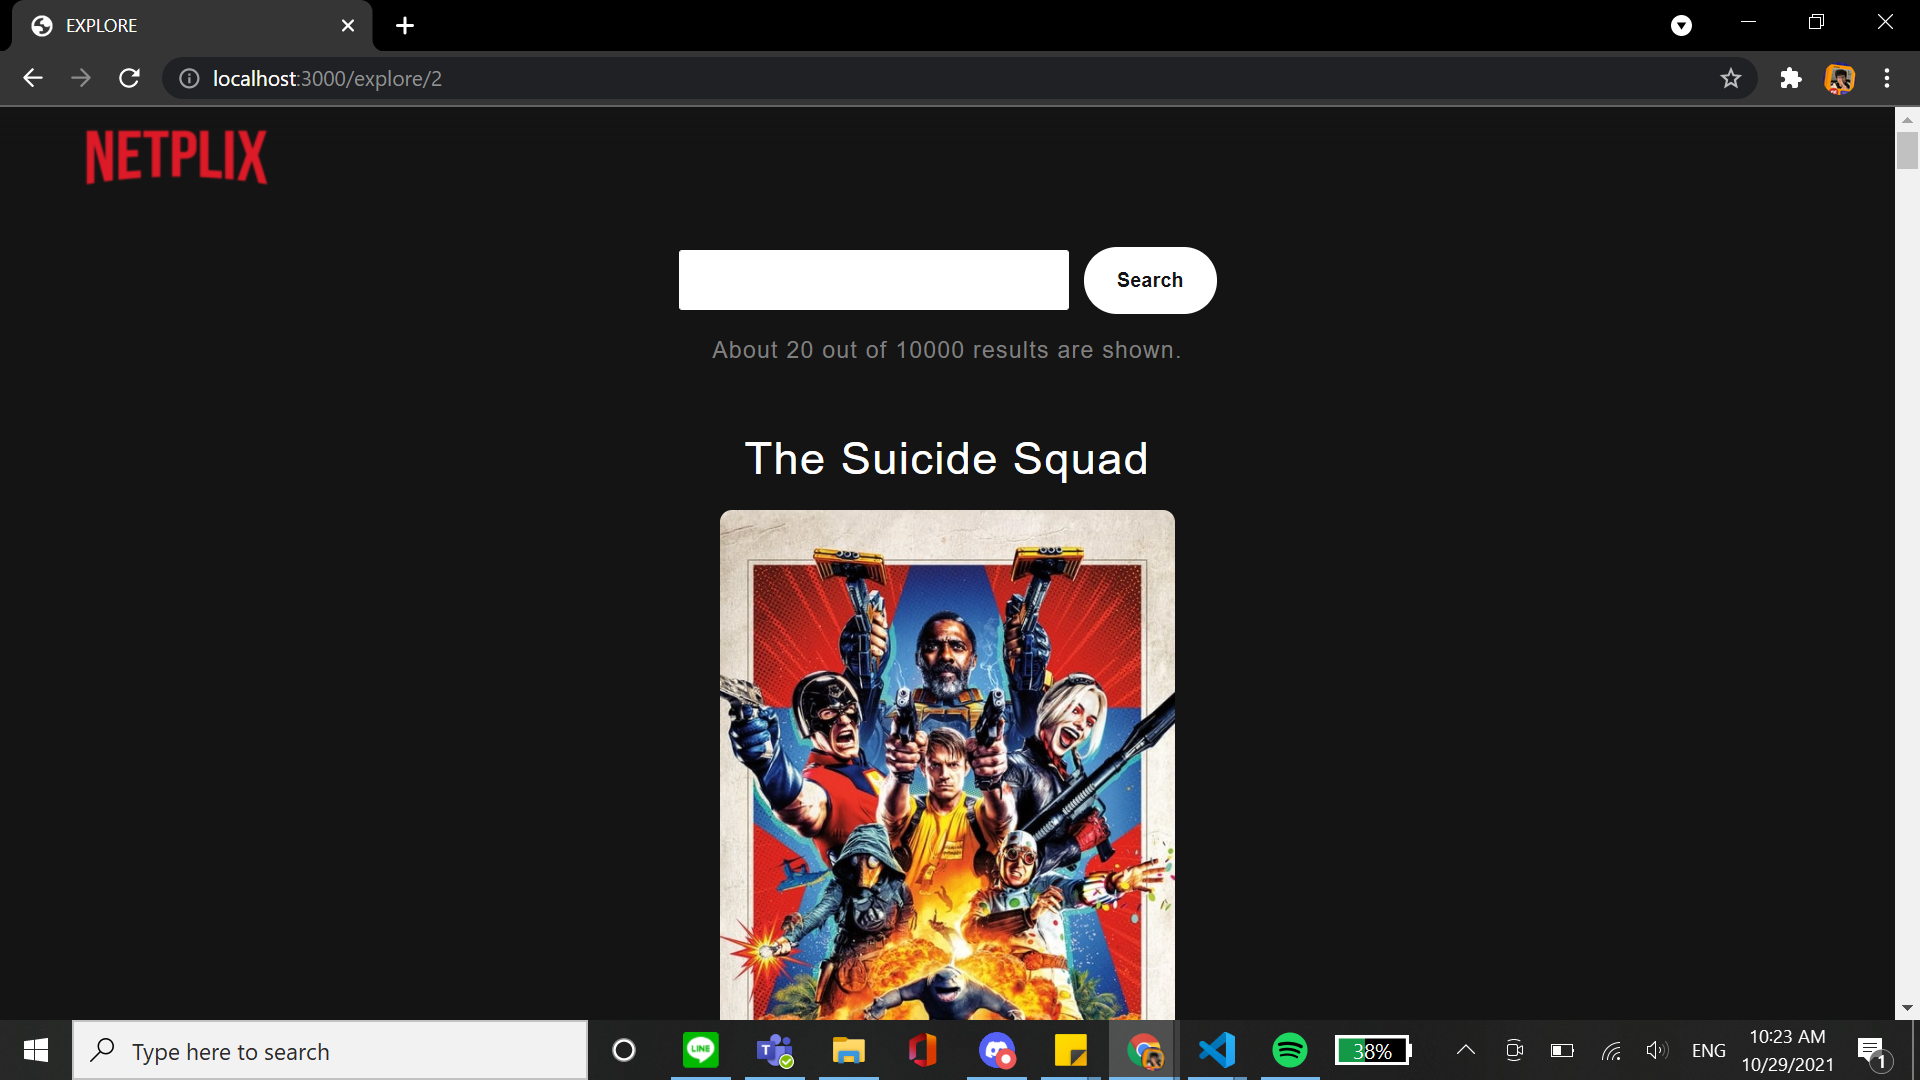 EXPLORE
localhost:3000/explore/2
NETPLIX
Search
About 20 out of 10000 results are shown.
The Suicide Squad
Type here to search
LINE
T
38%
ENG
10:23 AM
10/29/2021
1